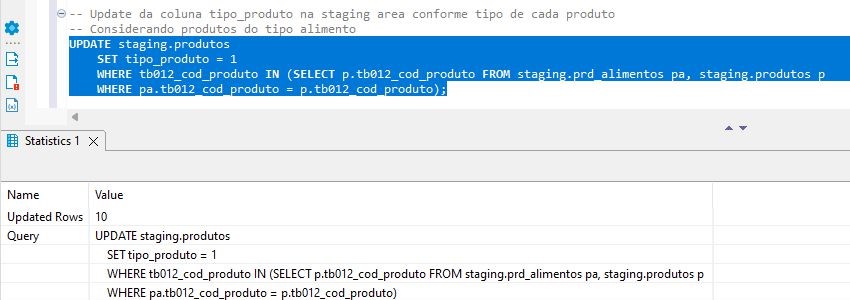 -- Update da coluna tipo_produto na staging area conforme tipo de cada produto
-- Considerando produtos do tipo alimento
UPDATE staging.produtos
SET tipo_produto = 1
WHERE tb012_cod_produto IN (SELECT p.tb012_cod_produto FROM staging.prd_alimentos pa, staging.produtos p
WHERE pa.tb012_cod_produto = p.tb012_cod_produto);
Statistics 1
Name Value
Updated Rows 10
Query UPDATE staging.produtos
SET tipo_produto = 1
WHERE tb012_cod_produto IN (SELECT p.tb012_cod_produto FROM staging.prd_alimentos pa, staging.produtos p
WHERE pa.tb012_cod_produto = p.tb012_cod_produto)